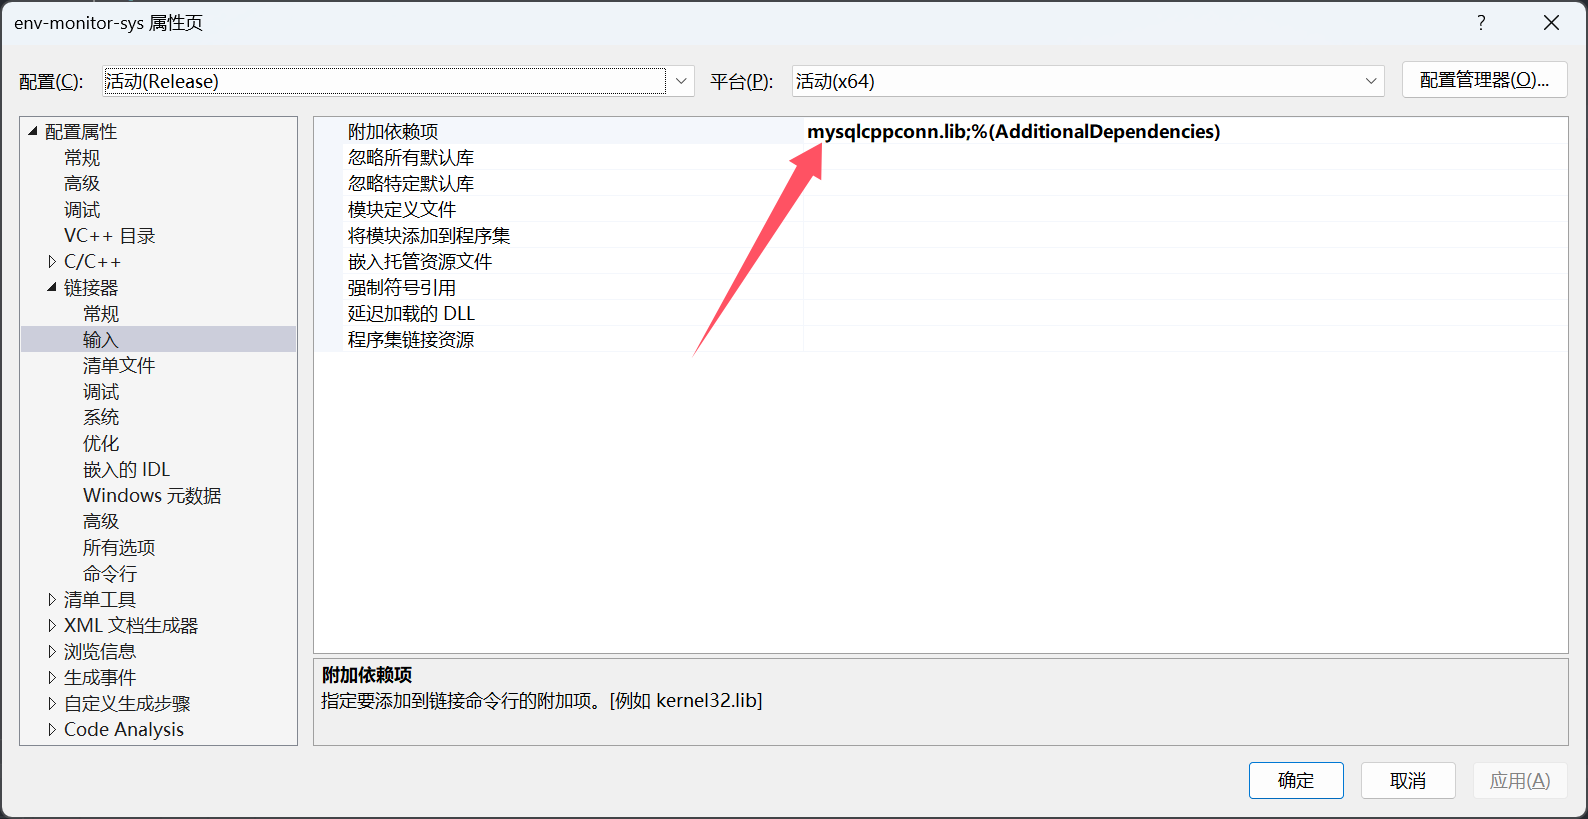 env-monitor-sys 属性页
?
配置(C):
活动(Release)
平台(P):
活动(x64)
配置管理器(O)...
配置属性
常规
高级
调试
VC++ 目录
C/C++
链接器
常规
输入
清单文件
调试
系统
优化
嵌入的 IDL
Windows 元数据
高级
所有选项
命令行
清单工具
XML 文档生成器
浏览信息
生成事件
自定义生成步骤
Code Analysis
附加依赖项 mysqlcppconn.lib;%(AdditionalDependencies)
忽略所有默认库
忽略特定默认库
模块定义文件
将模块添加到程序集
嵌入托管资源文件
强制符号引用
延迟加载的 DLL
程序集链接资源
附加依赖项
指定要添加到链接命令行的附加项。[例如 kernel32.lib]
确定
取消
应用(A)